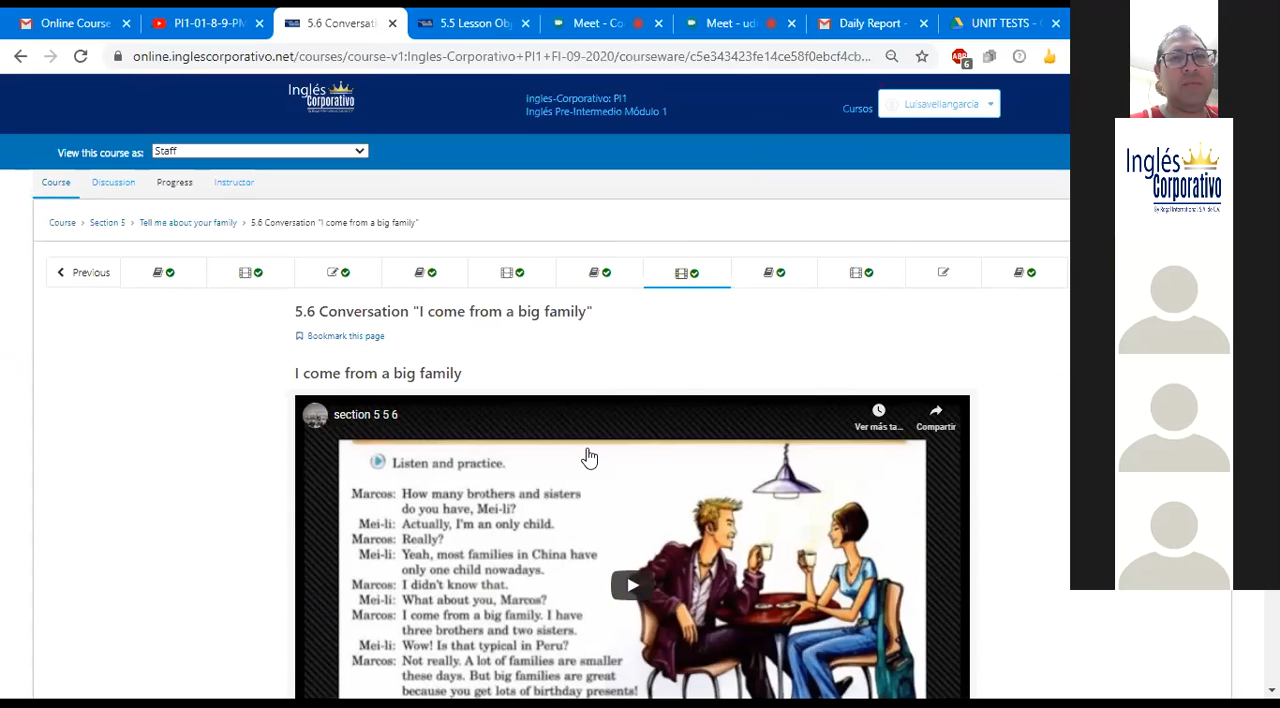 Online Course
PI1-01-8-9-PM
5.6 Conversati
5.5 Lesson Obj
Meet - Co
Meet - ud
Daily Report -
UNIT TESTS -
online.inglescorporativo.net/courses/course-v1:Ingles-Corporativo+PI1+FI-09-2020/courseware/c5e343423fe14ce58f0ebcf4cb...
6
Inglés
Corporativo
Ingles-Corporativo: PI1
Inglés Pre-Intermedio Módulo 1
Cursos
Luisavellangarcia
View this course as:
Staff
Course
Discussion
Progress
Instructor
Course > Section 5 > Tell me about your family > 5.6 Conversation "I come from a big family"
Previous
5.6 Conversation "I come from a big family"
Bookmark this page
I come from a big family
section 5 5 6
Ver más ta...
Compartir
Listen and practice.
Marcos: How many brothers and sisters
do you have, Mei-li?
Mei-li: Actually, I'm an only child.
Marcos: Really?
Mei-li: Yeah, most families in China have
only one child nowadays.
Marcos: I didn't know that.
Mei-li: What about you, Marcos?
Marcos: I come from a big family. I have
three brothers and two sisters.
Mei-li: Wow! Is that typical in Peru?
Marcos: Not really. A lot of families are smaller
these days. But big families are great
because you get lots of birthday presents!
Inglés
Corporativo